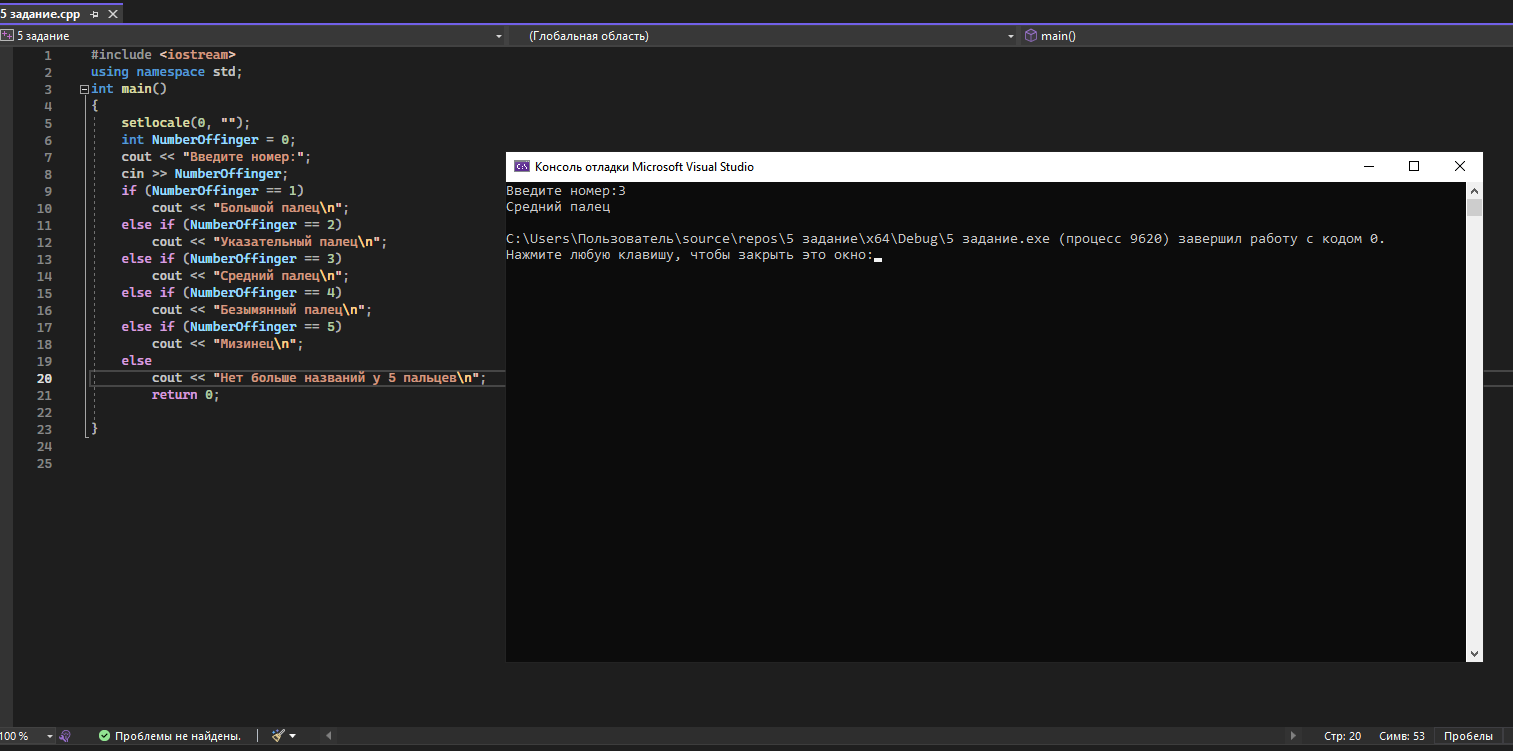 5 задание.cpp
5 задание (Глобальная область) main()
1 #include <iostream>
2 using namespace std;
3 int main()
4 {
5 setlocale(0, "");
6 int NumberOffinger = 0;
7 cout << "Введите номер:";
8 cin >> NumberOffinger;
9 if (NumberOffinger == 1)
10 cout << "Большой палец\n";
11 else if (NumberOffinger == 2)
12 cout << "Указательный палец\n";
13 else if (NumberOffinger == 3)
14 cout << "Средний палец\n";
15 else if (NumberOffinger == 4)
16 cout << "Безымянный палец\n";
17 else if (NumberOffinger == 5)
18 cout << "Мизинец\n";
19 else
20 cout << "Нет больше названий у 5 пальцев\n";
21 return 0;
22
23 }
24
25
Консоль отладки Microsoft Visual Studio
Введите номер:3
Средний палец
C:\Users\Пользователь\source\repos\5 задание\x64\Debug\5 задание.exe (процесс 9620) завершил работу с кодом 0.
Нажмите любую клавишу, чтобы закрыть это окно:
100 % Проблемы не найдены. Стр: 20 Симв: 53 Пробелы